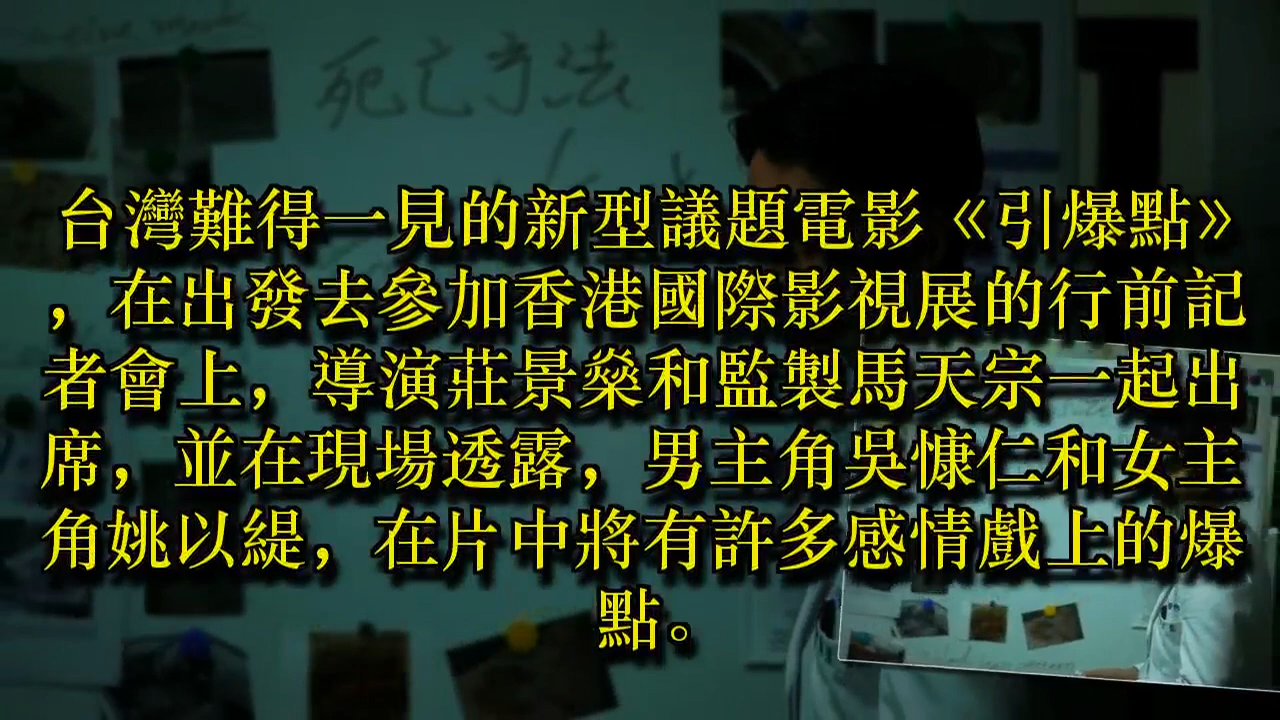 死亡方法
台灣難得一見的新型議題電影《引爆點》
，在出發去參加香港國際影視展的行前記
者會上，導演莊景燊和監製馬天宗一起出
席，並在現場透露，男主角吳慷仁和女主
角姚以緹，在片中將有許多感情戲上的爆
點。